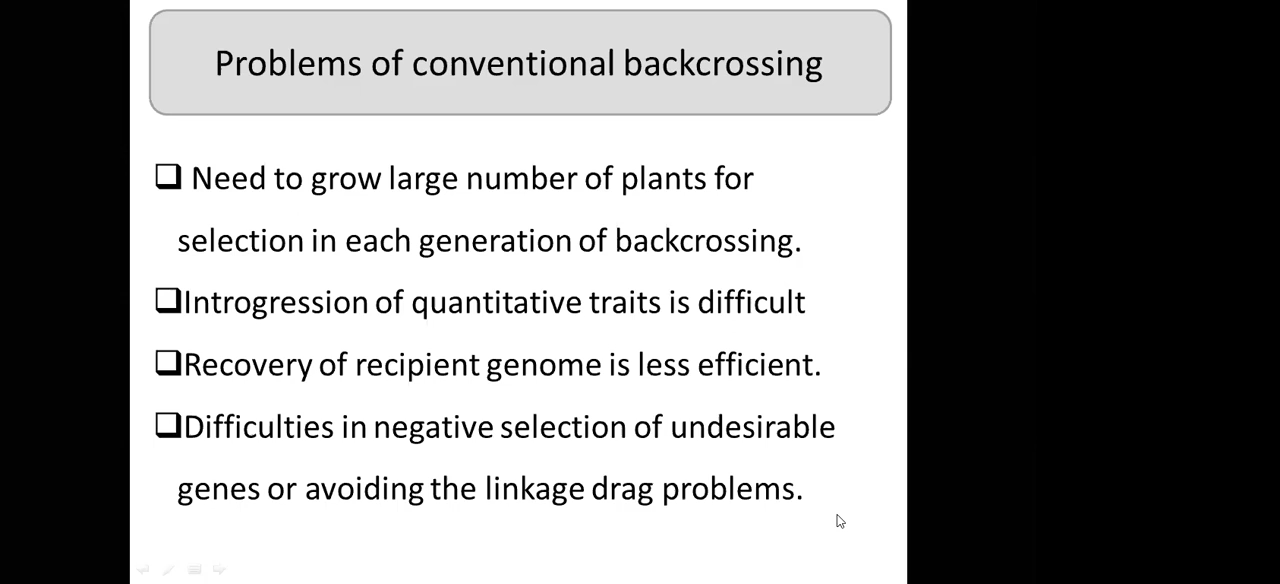 Problems of conventional backcrossing
Need to grow large number of plants for
selection in each generation of backcrossing.
Introgression of quantitative traits is difficult
Recovery of recipient genome is less efficient.
Difficulties in negative selection of undesirable
genes or avoiding the linkage drag problems.